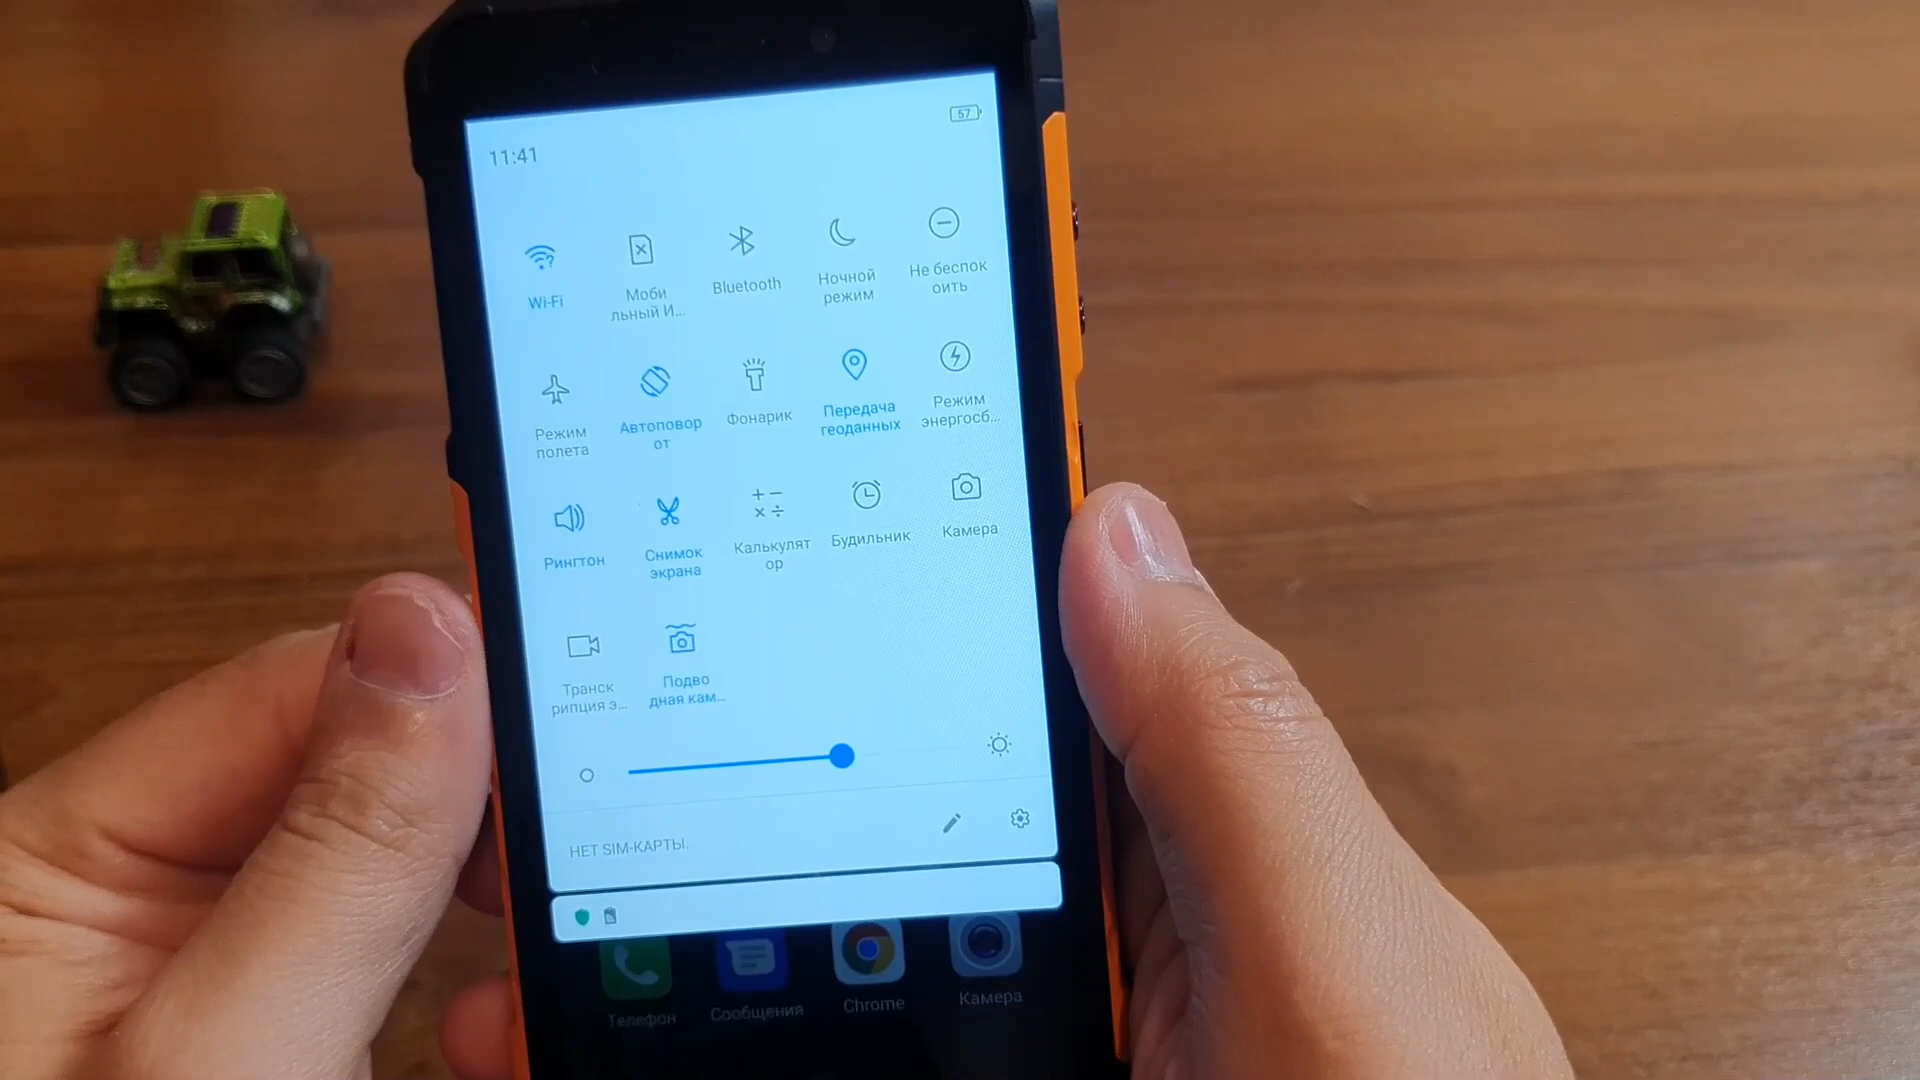 57
11:41
Wi-Fi
Моби
льный И...
Bluetooth
Ночной
режим
Не беспок
оить
Режим
полета
Автоповор
от
Фонарик
Передача
геоданных
Режим
энергосб...
Рингтон
Снимок
экрана
Калькулят
ор
Будильник
Камера
Транск
рипция э...
Подво
дная кам...
НЕТ SIM-КАРТЫ.
Телефон
Сообщения
Chrome
Камера